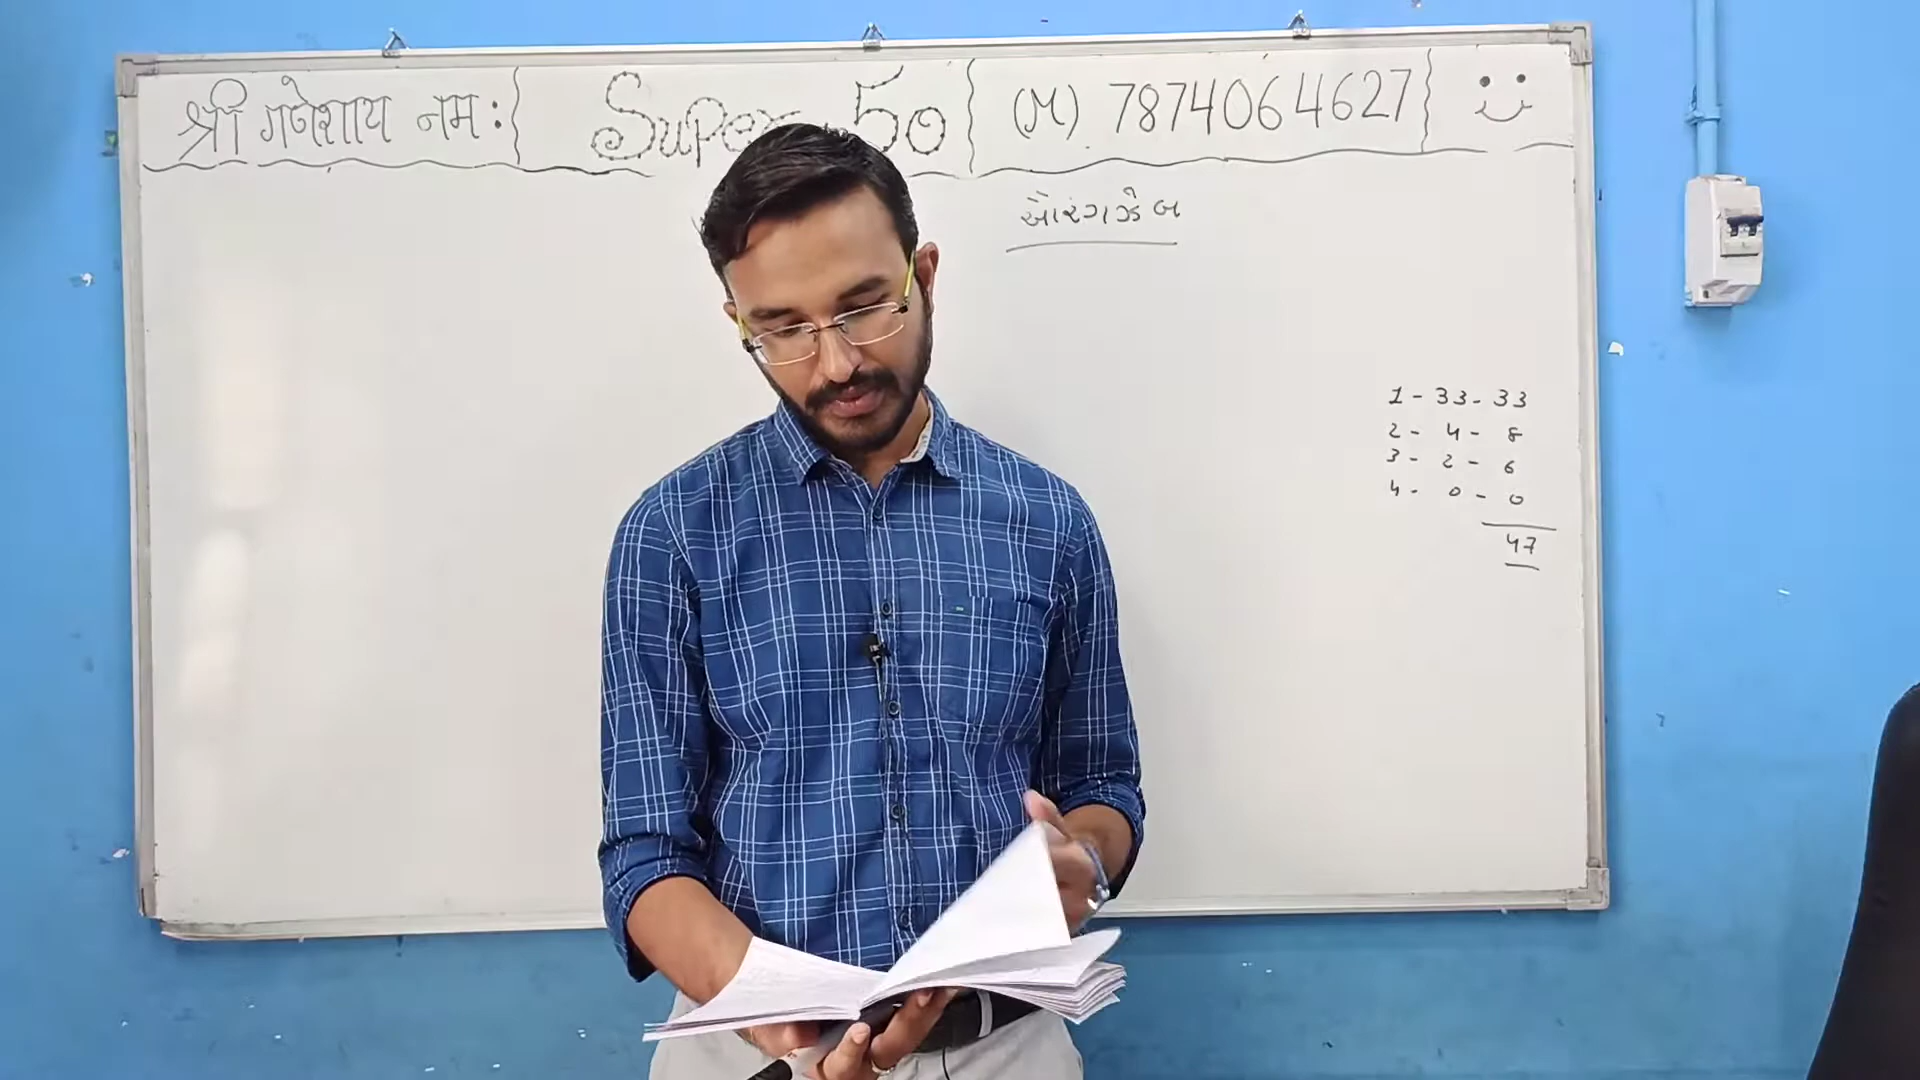 श्री गणेशाय नमः Super 50 (M) 7874064627
ઔરંગઝેબ
1 - 33 - 33
2 - 4 - 8
3 - 2 - 6
4 - 0 - 0
47